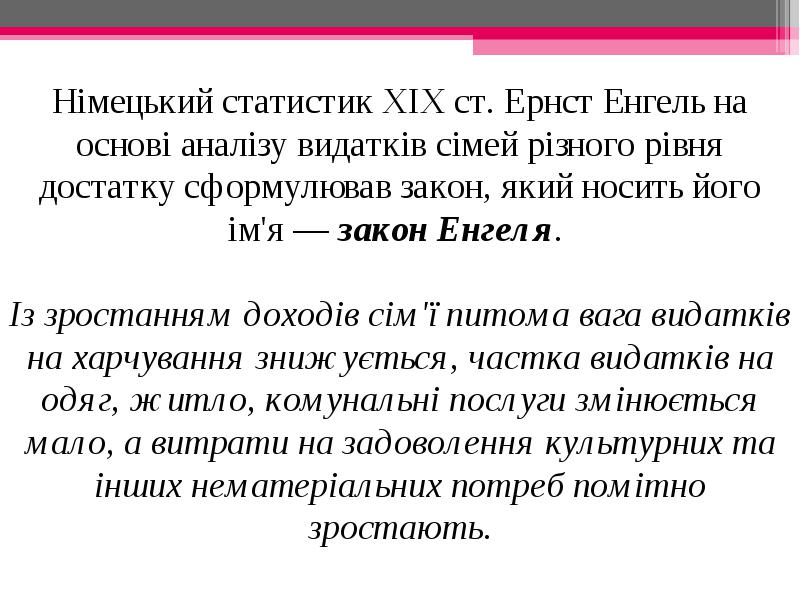 Німецький статистик XIX ст. Ернст Енгель на
основі аналізу видатків сімей різного рівня
достатку сформулював закон, який носить його
ім'я — закон Енгеля.
Із зростанням доходів сім'ї питома вага видатків
на харчування знижується, частка видатків на
одяг, житло, комунальні послуги змінюється
мало, а витрати на задоволення культурних та
інших нематеріальних потреб помітно
зростають.